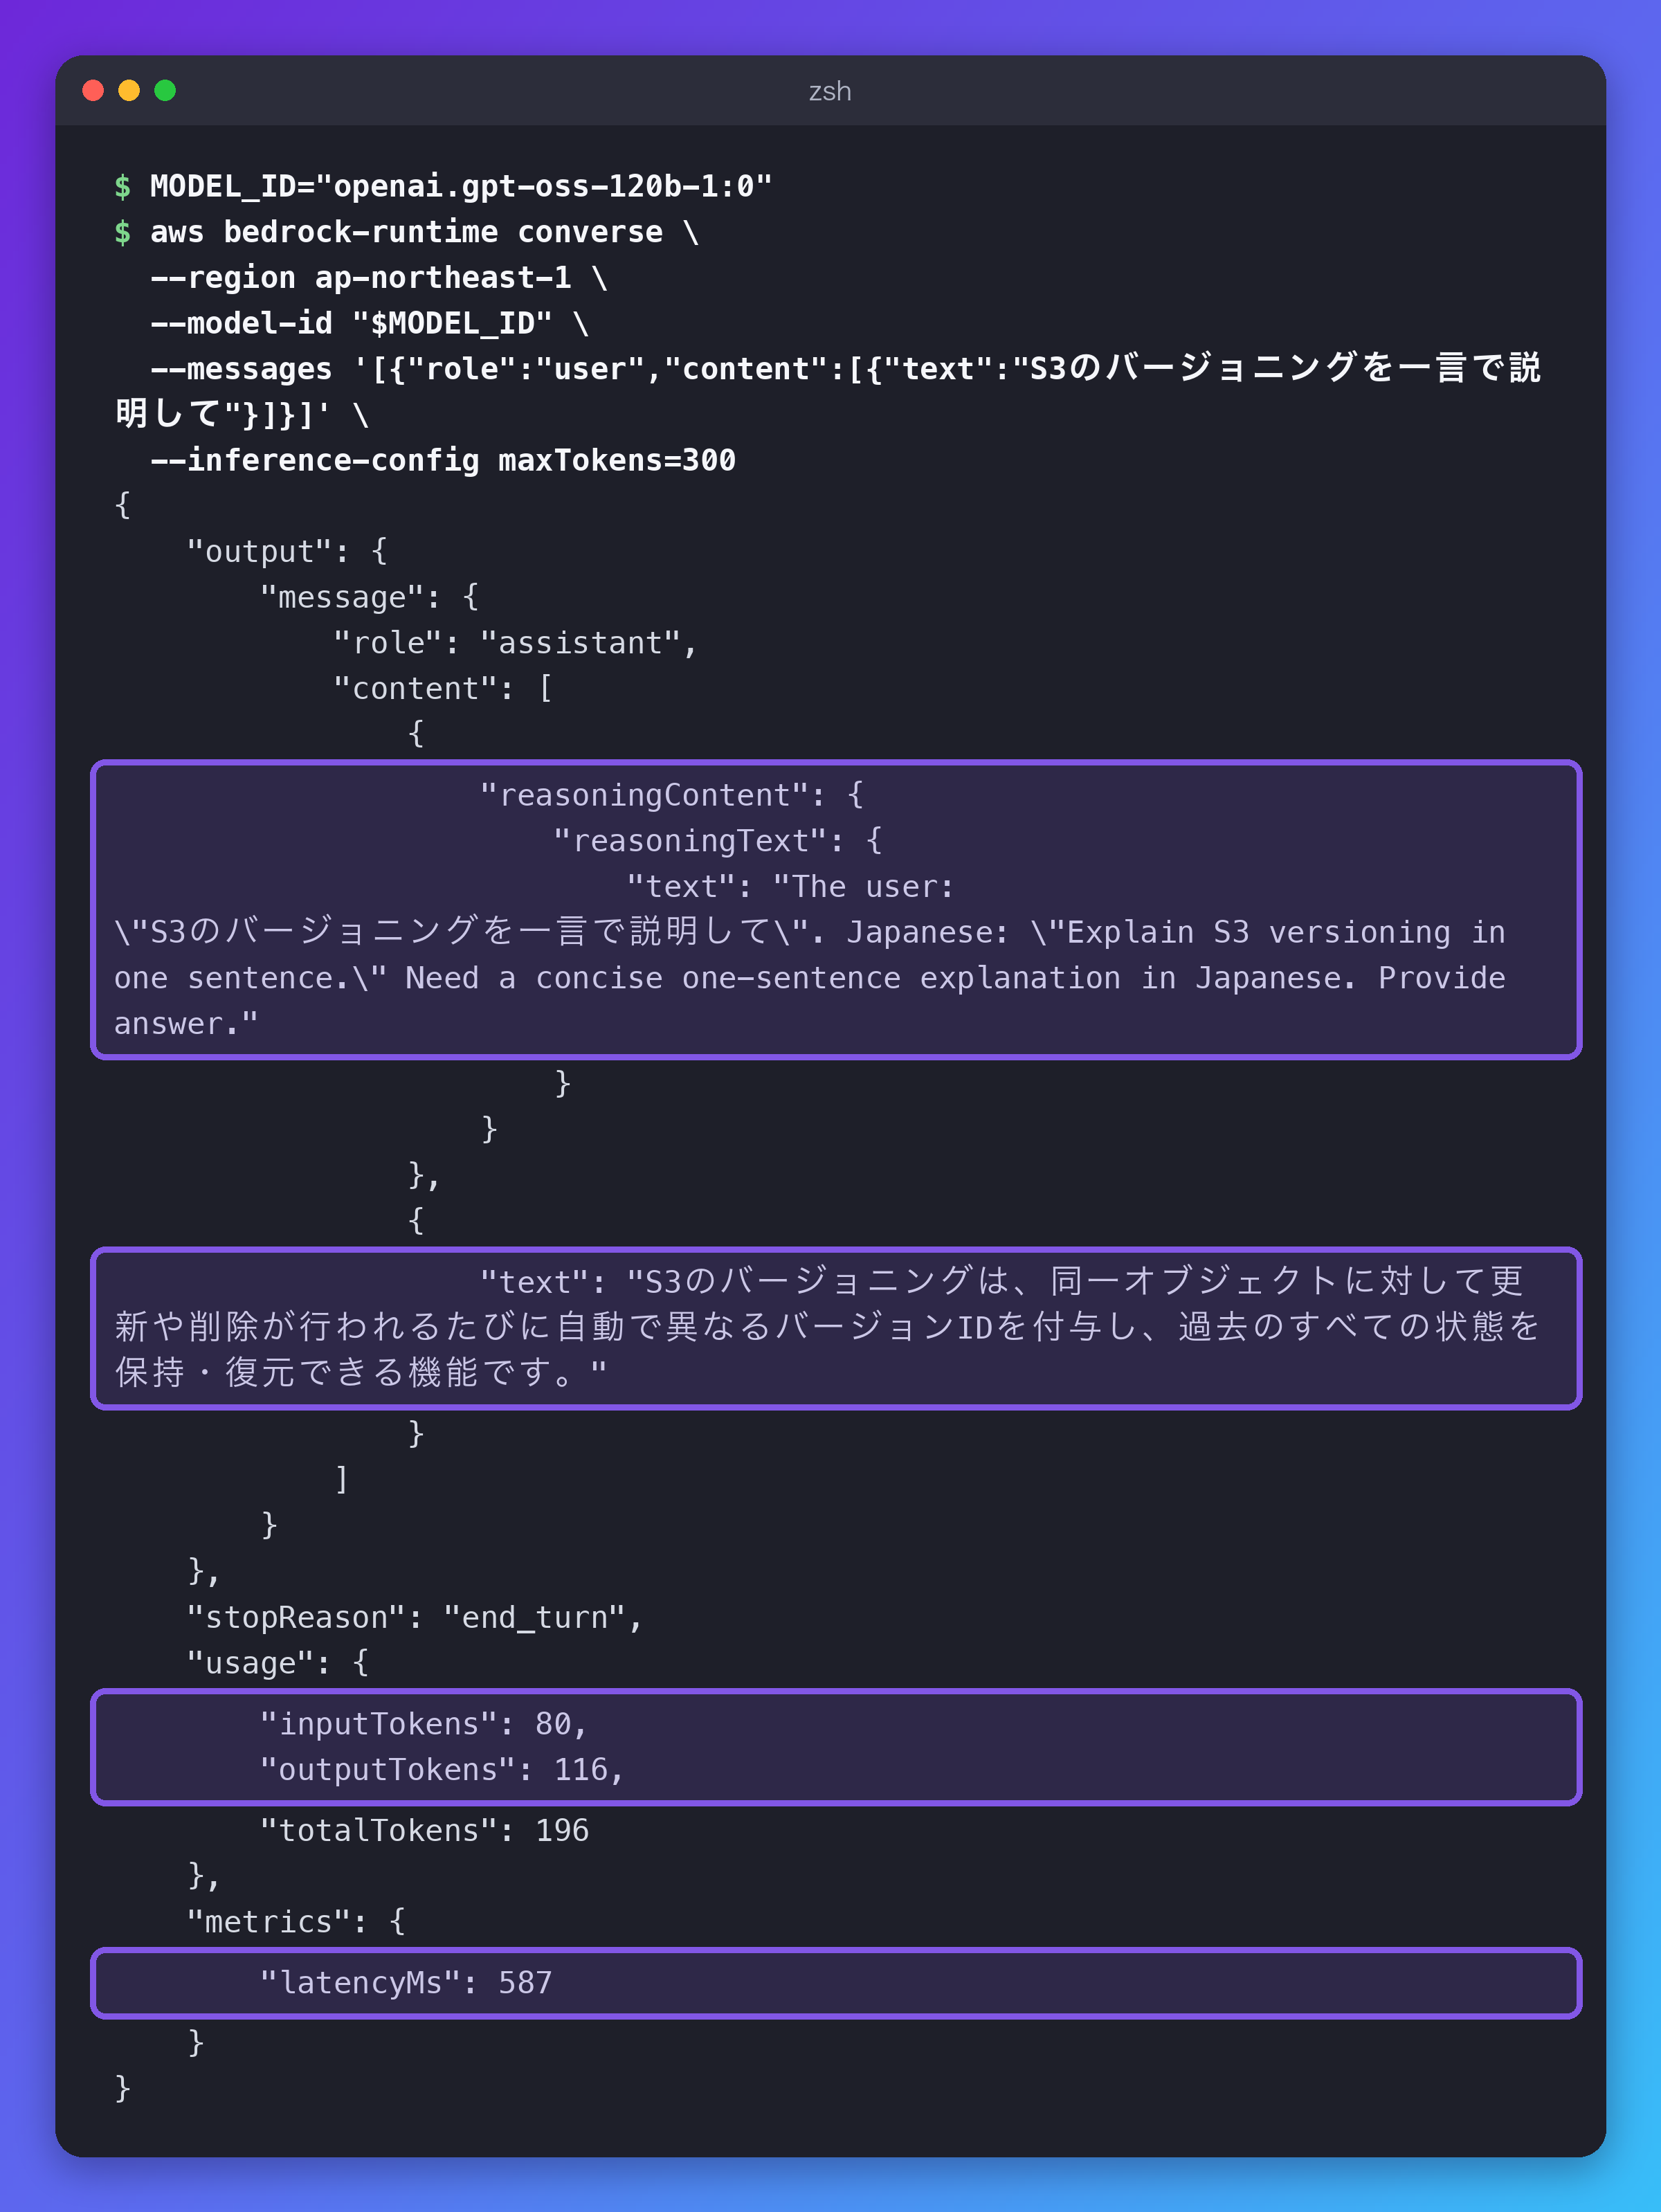 zsh
$ MODEL_ID="openai.gpt-oss-120b-1:0"
$ aws bedrock-runtime converse \
  --region ap-northeast-1 \
  --model-id "$MODEL_ID" \
  --messages '[{"role":"user","content":[{"text":"S3のバージョニングを一言で説
明して"}]}]' \
  --inference-config maxTokens=300
{
    "output": {
        "message": {
            "role": "assistant",
            "content": [
                {
                    "reasoningContent": {
                        "reasoningText": {
                            "text": "The user:
\"S3のバージョニングを一言で説明して\". Japanese: \"Explain S3 versioning in
one sentence.\" Need a concise one-sentence explanation in Japanese. Provide
answer."
                        }
                    }
                },
                {
                    "text": "S3のバージョニングは、同一オブジェクトに対して更
新や削除が行われるたびに自動で異なるバージョンIDを付与し、過去のすべての状態を
保持・復元できる機能です。"
                }
            ]
        }
    },
    "stopReason": "end_turn",
    "usage": {
        "inputTokens": 80,
        "outputTokens": 116,
        "totalTokens": 196
    },
    "metrics": {
        "latencyMs": 587
    }
}